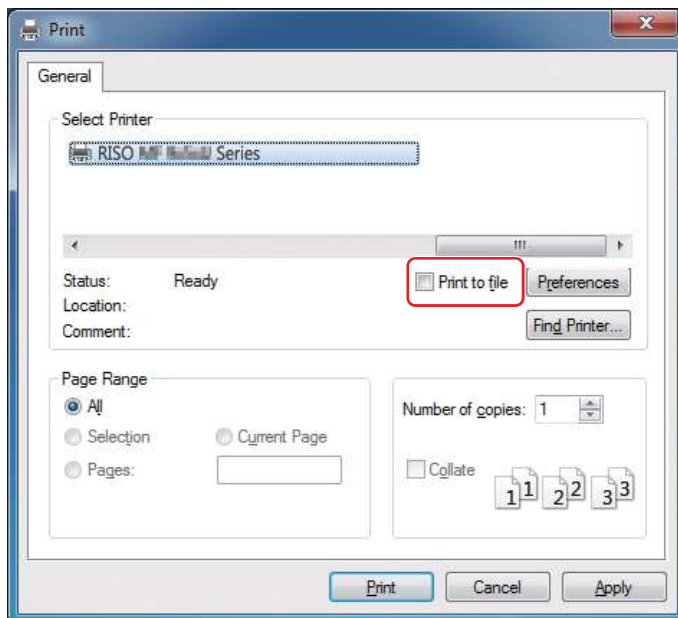 Print
General
Select Printer
RISO Series
Status: Ready
Location:
Comment:
Print to file
Preferences
Find Printer...
Page Range
All
Selection
Current Page
Pages:
Number of copies: 1
Collate
1 1 2 2 3 3
Print
Cancel
Apply